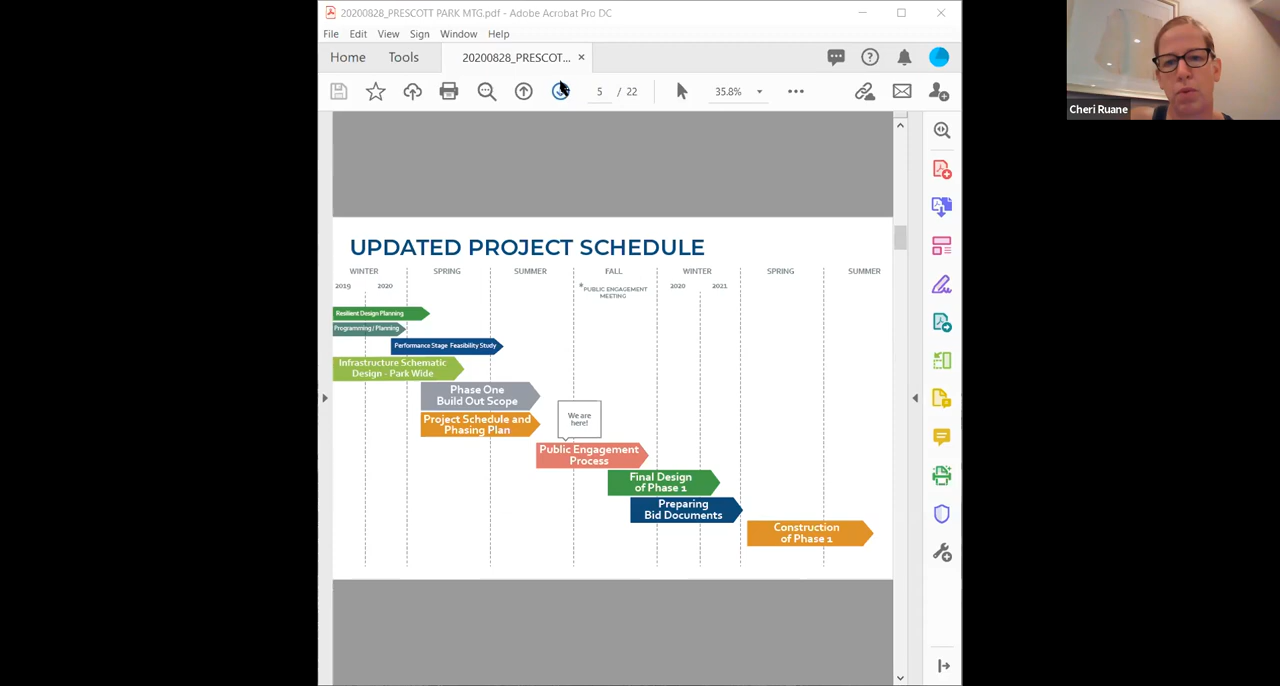 20200828_PRESCOTT PARK MTG.pdf - Adobe Acrobat Pro DC
File Edit View Sign Window Help
Home Tools 20200828_PRESCOT... ×
5 / 22 35.8%
Cheri Ruane
UPDATED PROJECT SCHEDULE
WINTER SPRING SUMMER FALL WINTER SPRING SUMMER
2019 2020 *PUBLIC ENGAGEMENT 2020 2021
MEETING
Resilient Design Planning
Programming / Planning
Performance Stage Feasibility Study
Infrastructure Schematic
Design - Park Wide
Phase One
Build Out Scope
Project Schedule and
Phasing Plan
We are
here!
Public Engagement
Process
Final Design
of Phase 1
Preparing
Bid Documents
Construction
of Phase 1